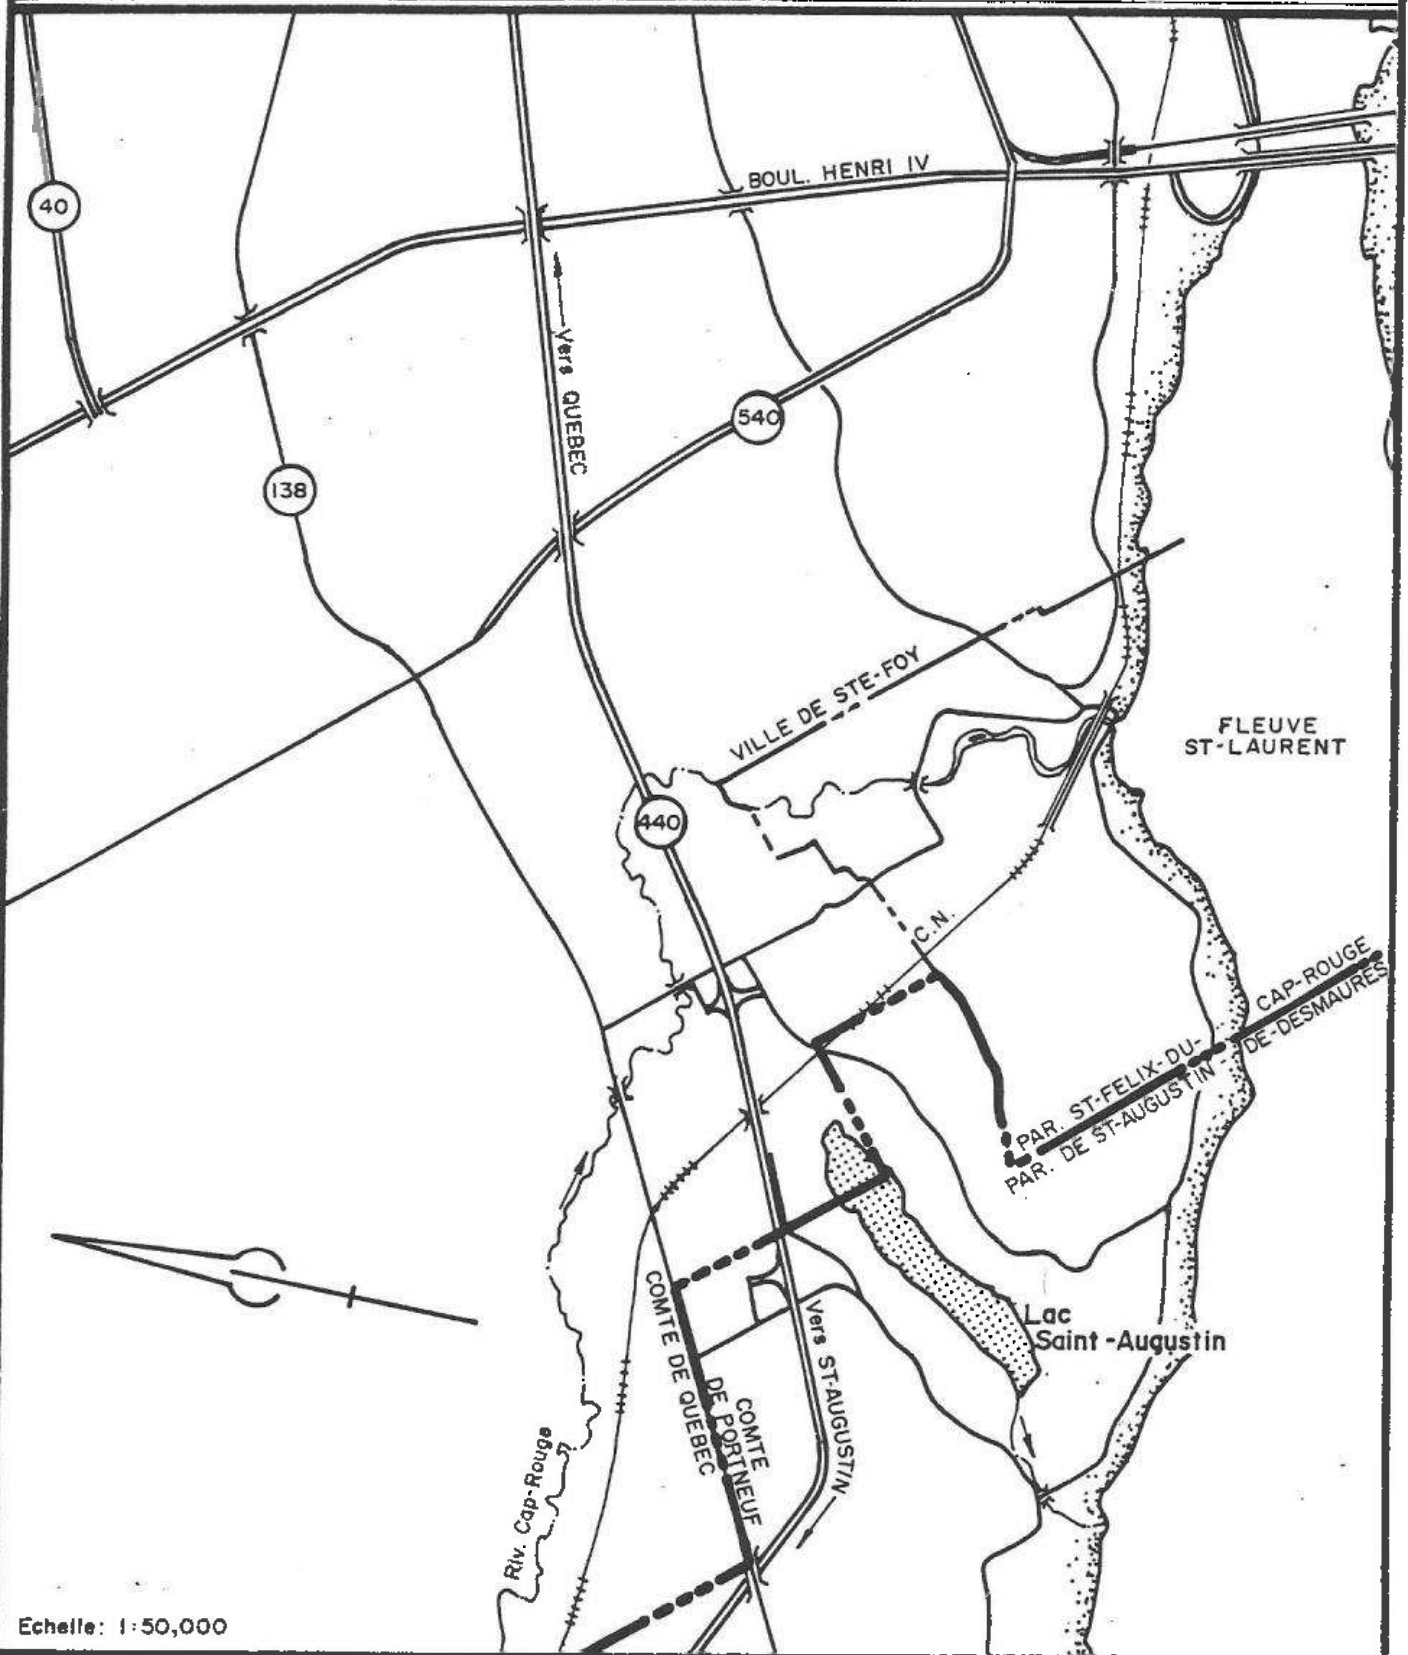 40
BOUL. HENRI IV
Vers QUEBEC
540
138
VILLE DE STE-FOY
FLEUVE
ST-LAURENT
440
C.N.
CAP-ROUGE
DE-DESMAURES
PAR. ST-FELIX-DU-
PAR. DE ST-AUGUSTIN
Lac
Saint-Augustin
COMTE DE QUEBEC
COMTE
DE PORTNEUF
Vers ST-AUGUSTIN
Riv. Cap-Rouge
Echelle: 1:50,000